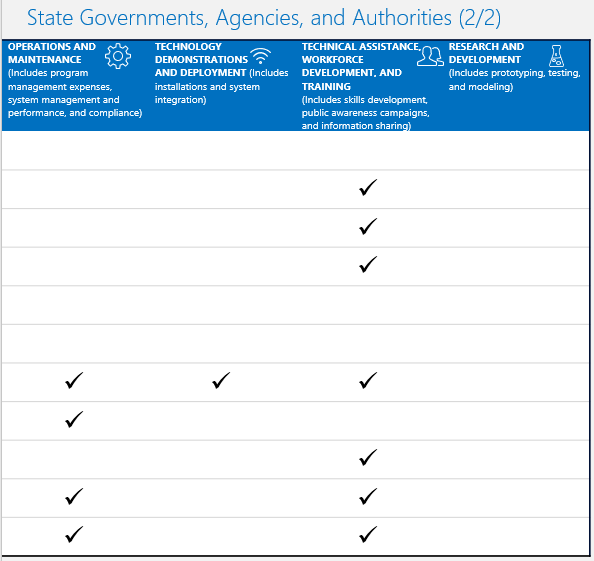 State Governments, Agencies, and Authorities (2/2)
OPERATIONS AND
MAINTENANCE
(Includes program
management expenses,
system management and
performance, and compliance)
TECHNOLOGY
DEMONSTRATIONS
AND DEPLOYMENT (Includes
installations and system
integration)
TECHNICAL ASSISTANCE,
WORKFORCE
DEVELOPMENT, AND
TRAINING
(Includes skills development,
public awareness campaigns,
and information sharing)
RESEARCH AND
DEVELOPMENT
(Includes prototyping, testing,
and modeling)